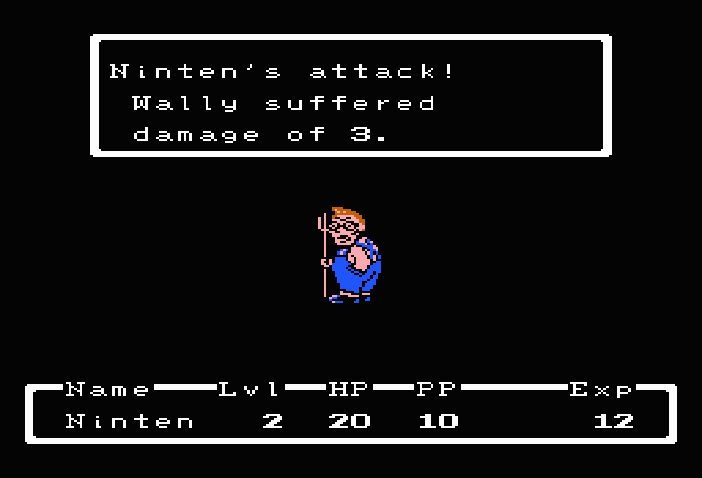 Ninten's attack!
Wally suffered
damage of 3.
Name Lvl HP PP Exp
Ninten 2 20 10 12